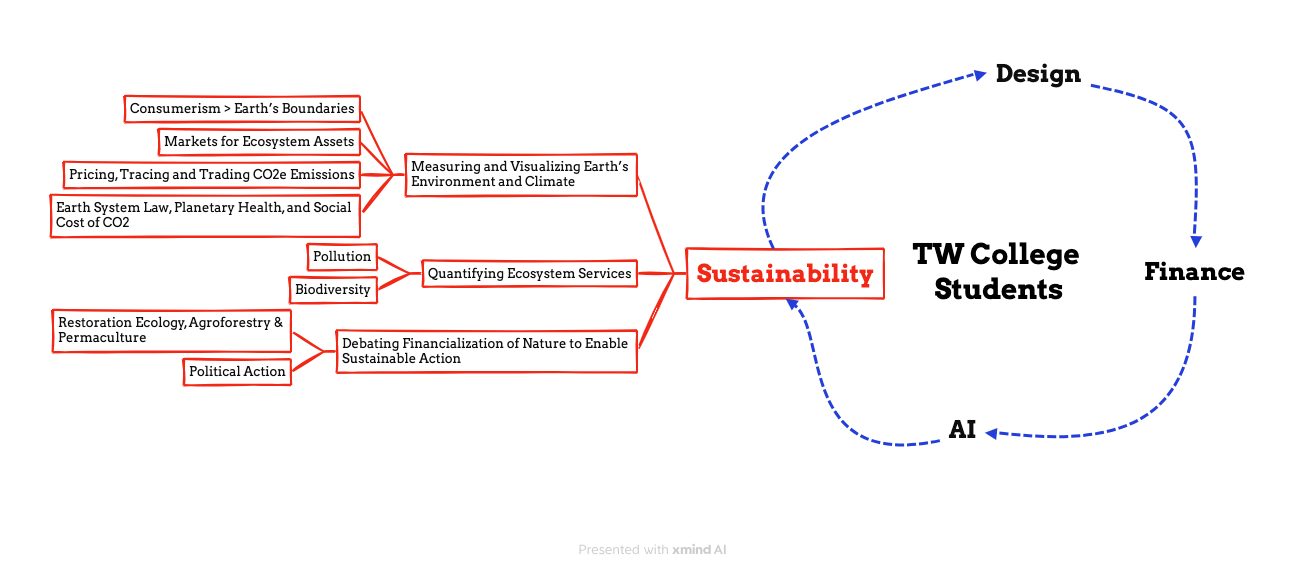 Design
Consumerism > Earth’s Boundaries
Markets for Ecosystem Assets
Pricing, Tracing and Trading CO2e Emissions
Earth System Law, Planetary Health, and Social
Cost of CO2
Measuring and Visualizing Earth’s
Environment and Climate
Pollution
Biodiversity
Quantifying Ecosystem Services
Restoration Ecology, Agroforestry &
Permaculture
Political Action
Debating Financialization of Nature to Enable
Sustainable Action
Sustainability
TW College
Students
Finance
AI
Presented with xmind AI